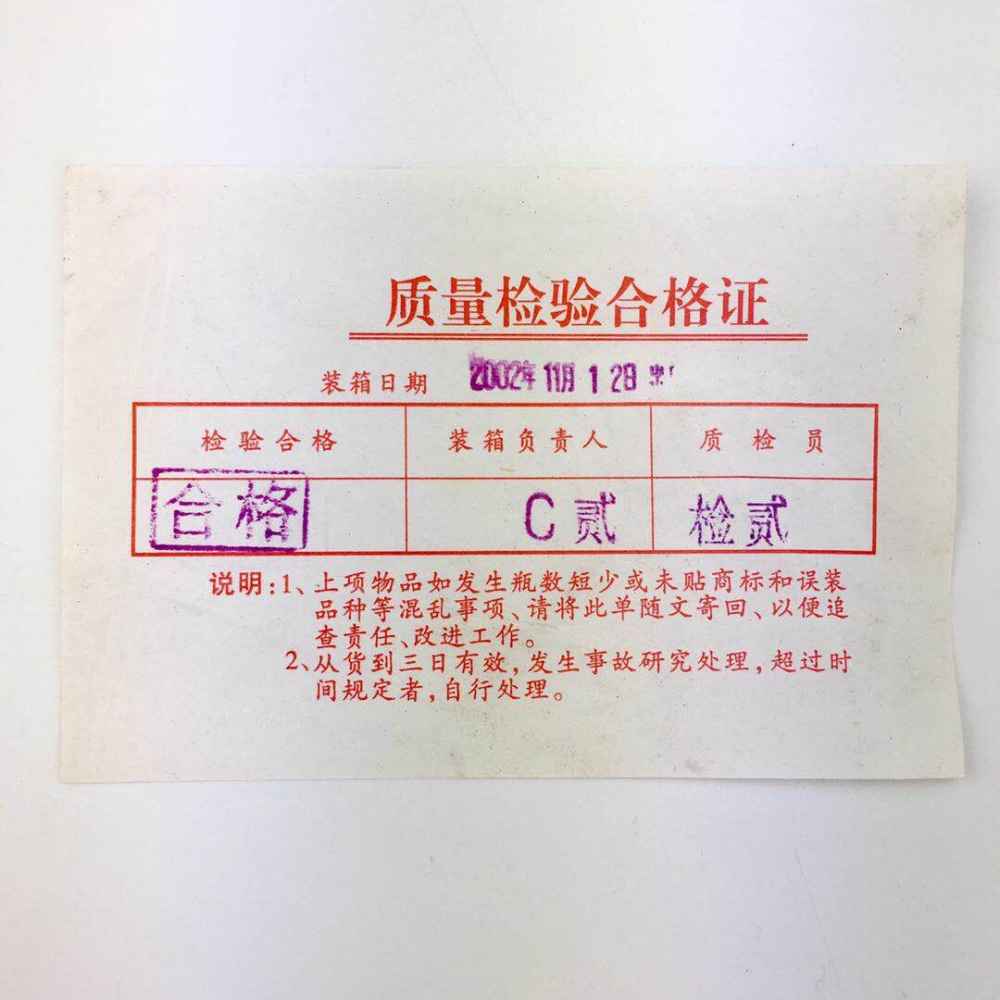 质量检验合格证
装箱日期 2002年11月12日
检验合格 装箱负责人 质检员
合格 C贰 检贰
说明:1、上项物品如发生瓶数短少或未贴商标和误装
品种等混乱事项、请将此单随文寄回、以便追
查责任、改进工作。
2、从货到三日有效,发生事故研究处理,超过时
间规定者,自行处理。